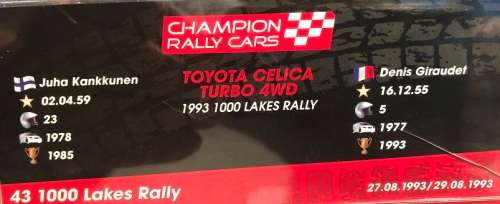 CHAMPION
RALLY CARS
TOYOTA CELICA
TURBO 4WD
1993 1000 LAKES RALLY
Juha Kankkunen
02.04.59
23
1978
1985
Denis Giraudet
16.12.55
5
1977
1993
43 1000 Lakes Rally
27.08.1993/29.08.1993